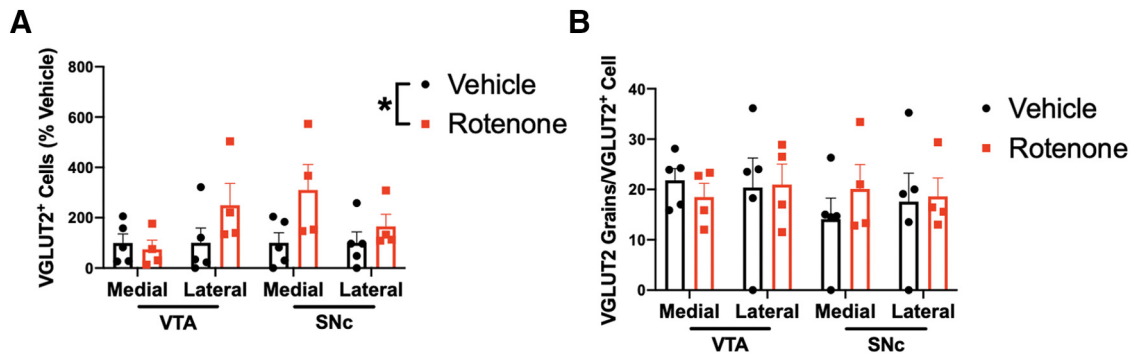 A
VGLUT2⁺ Cells (% Vehicle)
800
600
400
200
0
Medial Lateral Medial Lateral
VTA SNc
* Vehicle
Rotenone
B
VGLUT2 Grains/VGLUT2⁺ Cell
40
30
20
10
0
Medial Lateral Medial Lateral
VTA SNc
Vehicle
Rotenone